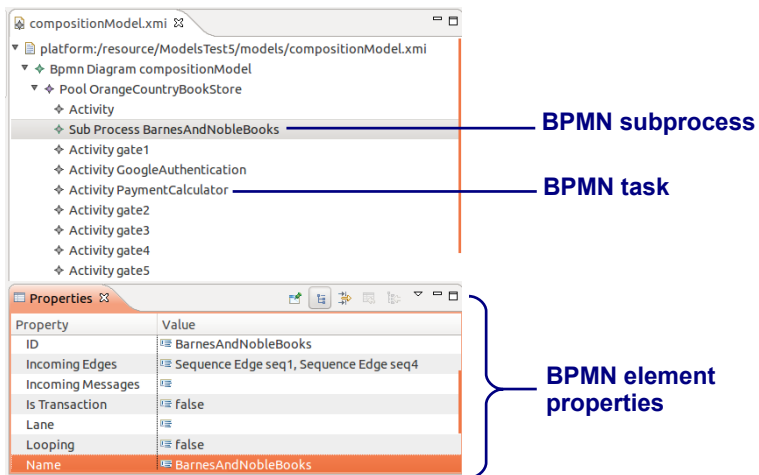 compositionModel.xmi
platform:/resource/ModelsTest5/models/compositionModel.xmi
Bpmn Diagram compositionModel
Pool OrangeCountryBookStore
Activity
Sub Process BarnesAndNobleBooks
BPMN subprocess
Activity gate1
Activity GoogleAuthentication
Activity PaymentCalculator
BPMN task
Activity gate2
Activity gate3
Activity gate4
Activity gate5
Properties
Property Value
ID BarnesAndNobleBooks
Incoming Edges Sequence Edge seq1, Sequence Edge seq4
Incoming Messages
Is Transaction false
Lane
Looping false
Name BarnesAndNobleBooks
BPMN element
properties